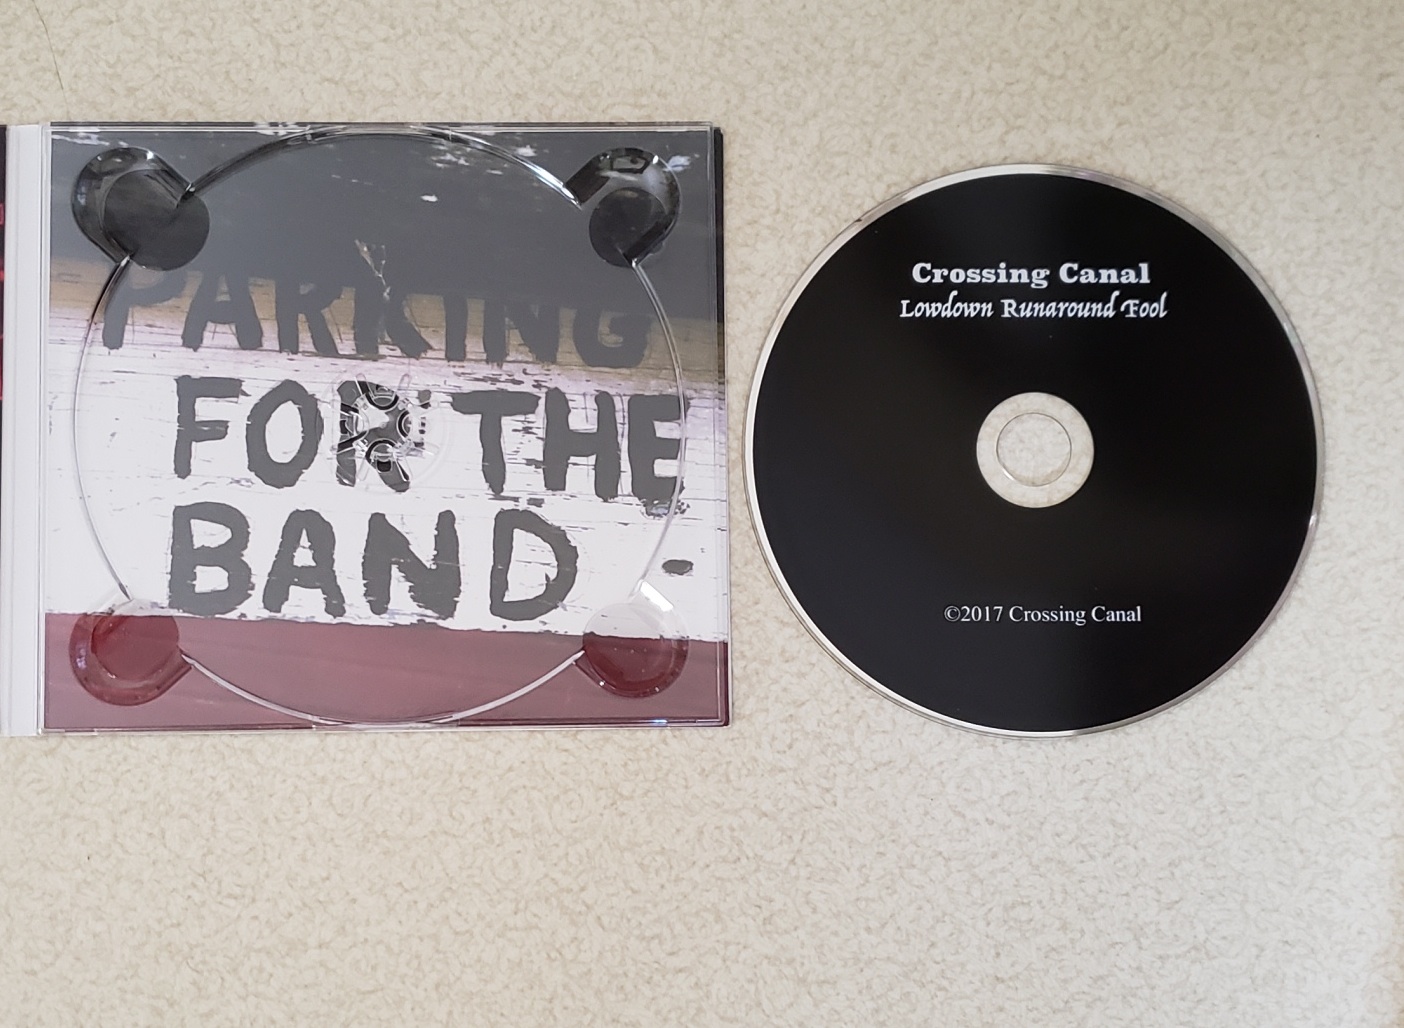 PARKING
FOR THE
BAND
Crossing Canal
Lowdown Runaround Fool
©2017 Crossing Canal